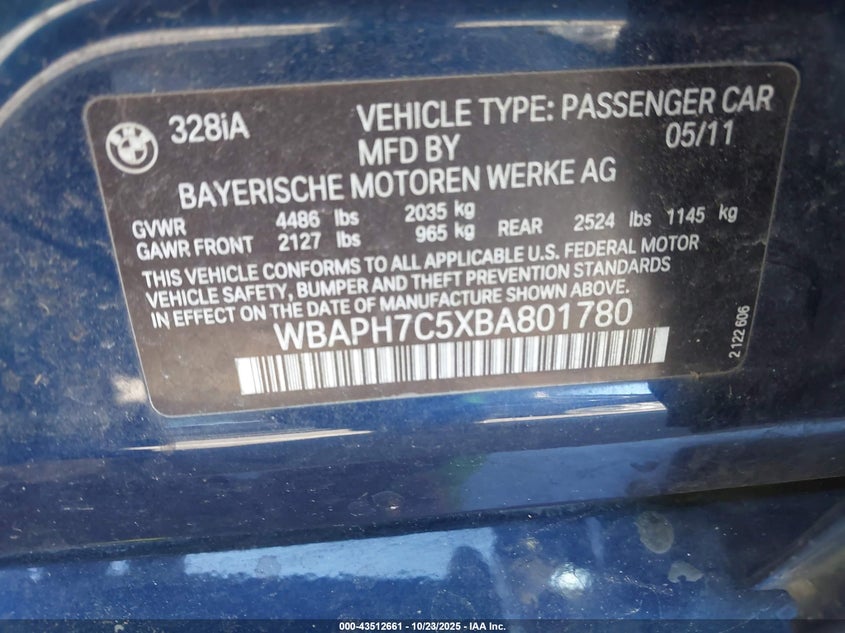 BMW
328iA
VEHICLE TYPE: PASSENGER CAR
MFD BY
05/11
BAYERISCHE MOTOREN WERKE AG
GVWR 4486 lbs 2035 kg
GAWR FRONT 2127 lbs 965 kg REAR 2524 lbs 1145 kg
THIS VEHICLE CONFORMS TO ALL APPLICABLE U.S. FEDERAL MOTOR
VEHICLE SAFETY, BUMPER AND THEFT PREVENTION STANDARDS
IN EFFECT ON THE DATE OF MANUFACTURE SHOWN ABOVE.
WBAPH7C5XBA801780
2 122 606
000-43512661 - 10/23/2025 - IAA Inc.